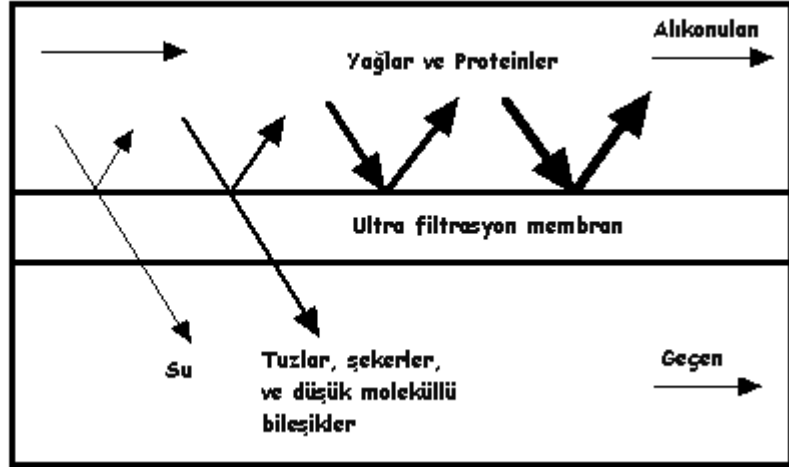 Alıkonulan
Yağlar ve Proteinler
Ultra filtrasyon membran
Su
Tuzlar, şekerler,
ve düşük moleküllü
bileşikler
Geçen